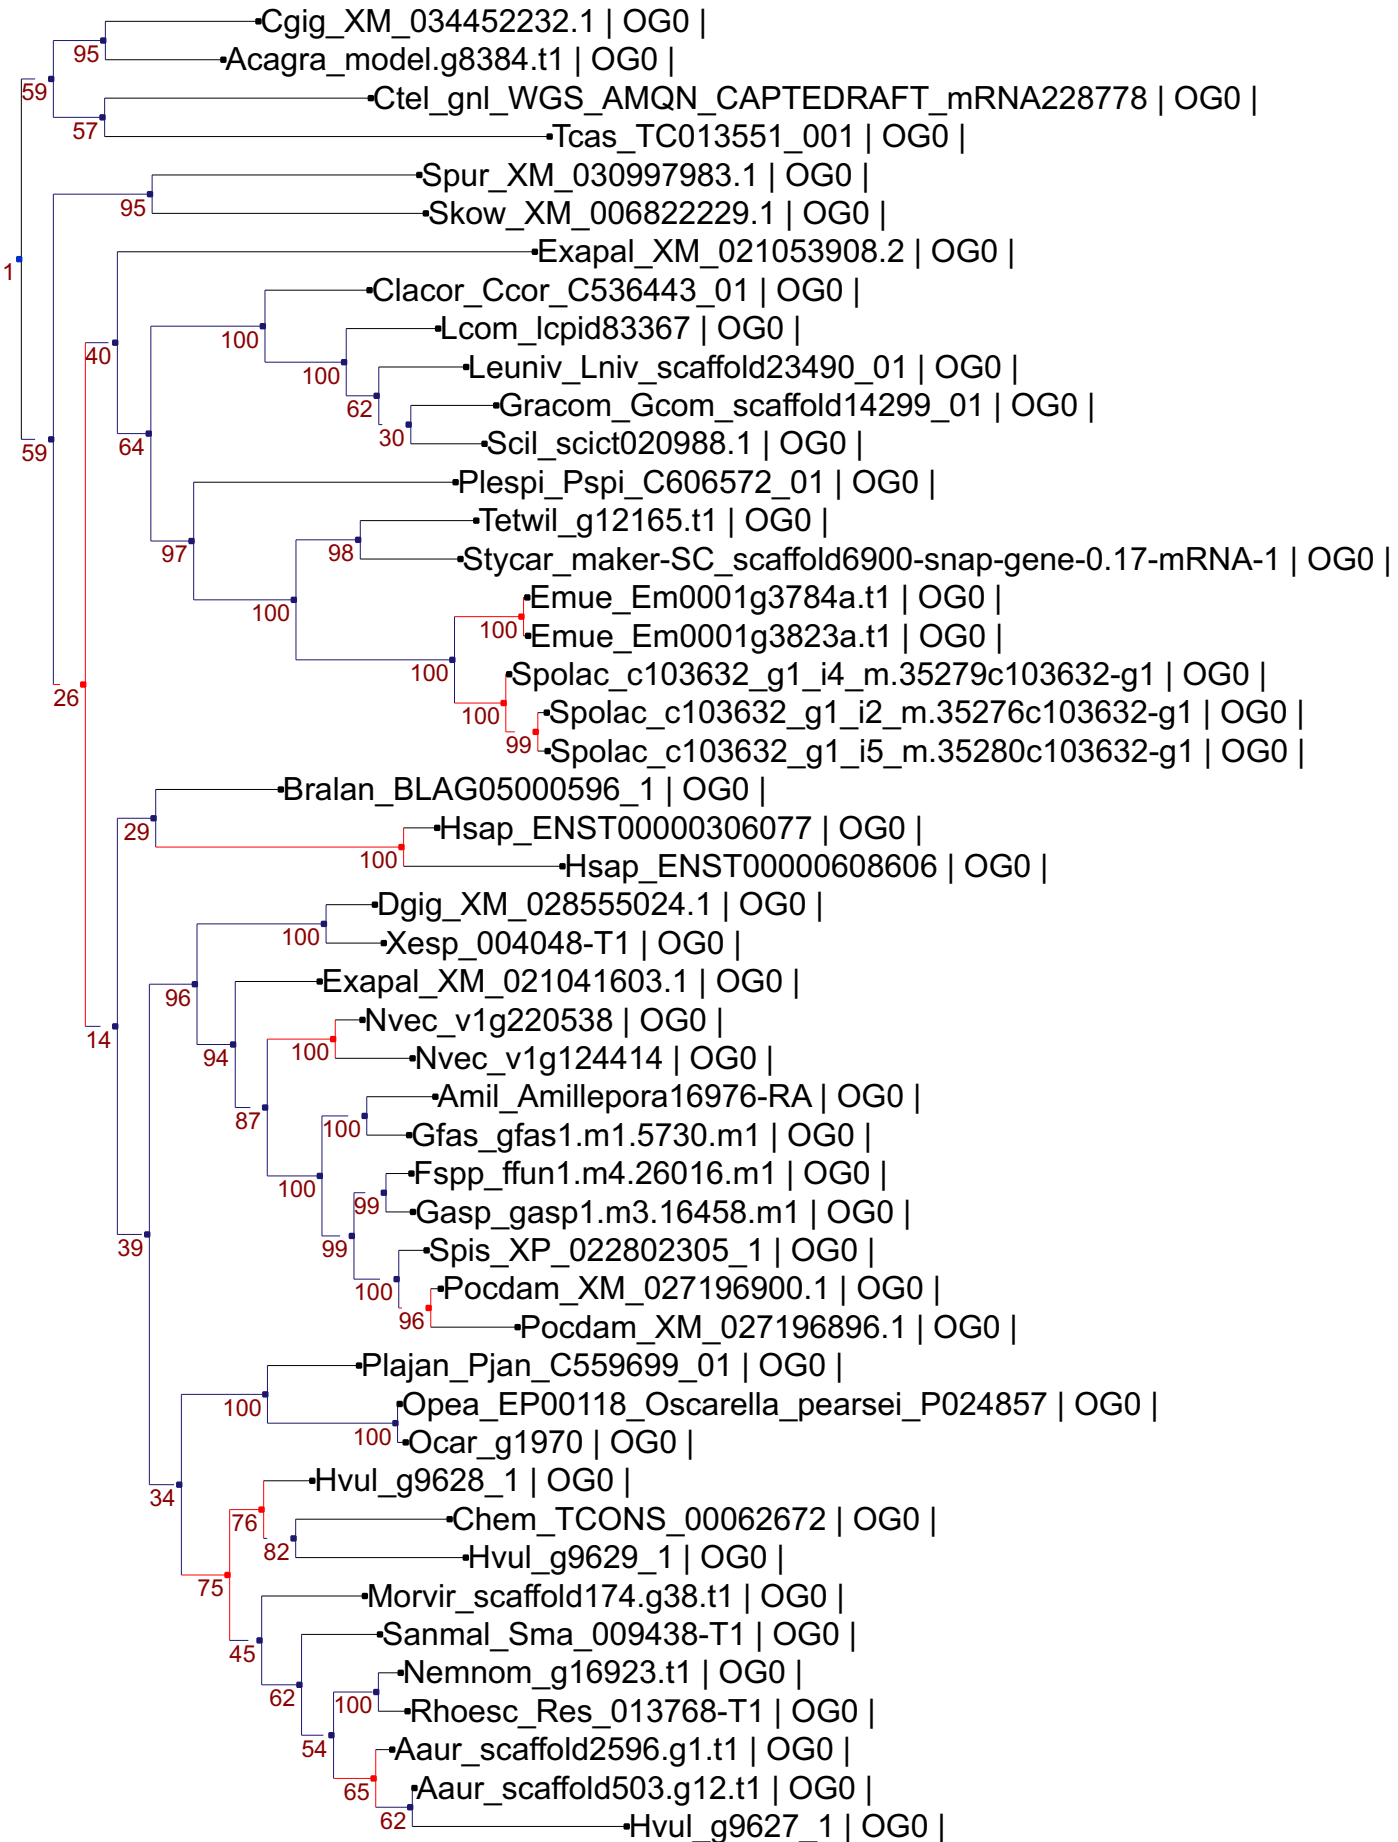 Cgig_XM_034452232.1 | OG0 |
95
Acagra_model.g8384.t1 | OG0 |
59
Ctel_gnl_WGS_AMQN_CAPTEDRAFT_mRNA228778 | OG0 |
57
Tcas_TC013551_001 | OG0 |
Spur_XM_030997983.1 | OG0 |
95
Skow_XM_006822229.1 | OG0 |
Exapal_XM_021053908.2 | OG0 |
1
Clacor_Ccor_C536443_01 | OG0 |
100
Lcom_lcpid83367 | OG0 |
40
Leuniv_Lniv_scaffold23490_01 | OG0 |
100
Gracom_Gcom_scaffold14299_01 | OG0 |
62
30
Scil_scict020988.1 | OG0 |
64
59
Plespi_Pspi_C606572_01 | OG0 |
Tetwil_g12165.t1 | OG0 |
97
98
Stycar_maker-SC_scaffold6900-snap-gene-0.17-mRNA-1 | OG0 |
Emue_Em0001g3784a.t1 | OG0 |
100
100
Emue_Em0001g3823a.t1 | OG0 |
100
Spolac_c103632_g1_i4_m.35279c103632-g1 | OG0 |
26
100
Spolac_c103632_g1_i2_m.35276c103632-g1 | OG0 |
99
Spolac_c103632_g1_i5_m.35280c103632-g1 | OG0 |
Bralan_BLAG05000596_1 | OG0 |
29
Hsap_ENST00000306077 | OG0 |
100
Hsap_ENST00000608606 | OG0 |
Dgig_XM_028555024.1 | OG0 |
100
Xesp_004048-T1 | OG0 |
Exapal_XM_021041603.1 | OG0 |
96
Nvec_v1g220538 | OG0 |
14
100
94
Nvec_v1g124414 | OG0 |
Amil_Amillepora16976-RA | OG0 |
87
100
Gfas_gfas1.m1.5730.m1 | OG0 |
Fspp_ffun1.m4.26016.m1 | OG0 |
100
99
Gasp_gasp1.m3.16458.m1 | OG0 |
39
99
Spis_XP_022802305_1 | OG0 |
100
Pocdam_XM_027196900.1 | OG0 |
96
Pocdam_XM_027196896.1 | OG0 |
Plajan_Pjan_C559699_01 | OG0 |
100
Opea_EP00118_Oscarella_pearsei_P024857 | OG0 |
100
Ocar_g1970 | OG0 |
Hvul_g9628_1 | OG0 |
34
76
Chem_TCONS_00062672 | OG0 |
82
Hvul_g9629_1 | OG0 |
75
Morvir_scaffold174.g38.t1 | OG0 |
Sanmal_Sma_009438-T1 | OG0 |
45
Nemnom_g16923.t1 | OG0 |
62
100
Rhoesc_Res_013768-T1 | OG0 |
54
Aaur_scaffold2596.g1.t1 | OG0 |
65
Aaur_scaffold503.g12.t1 | OG0 |
62
Hvul_g9627_1 | OG0 |